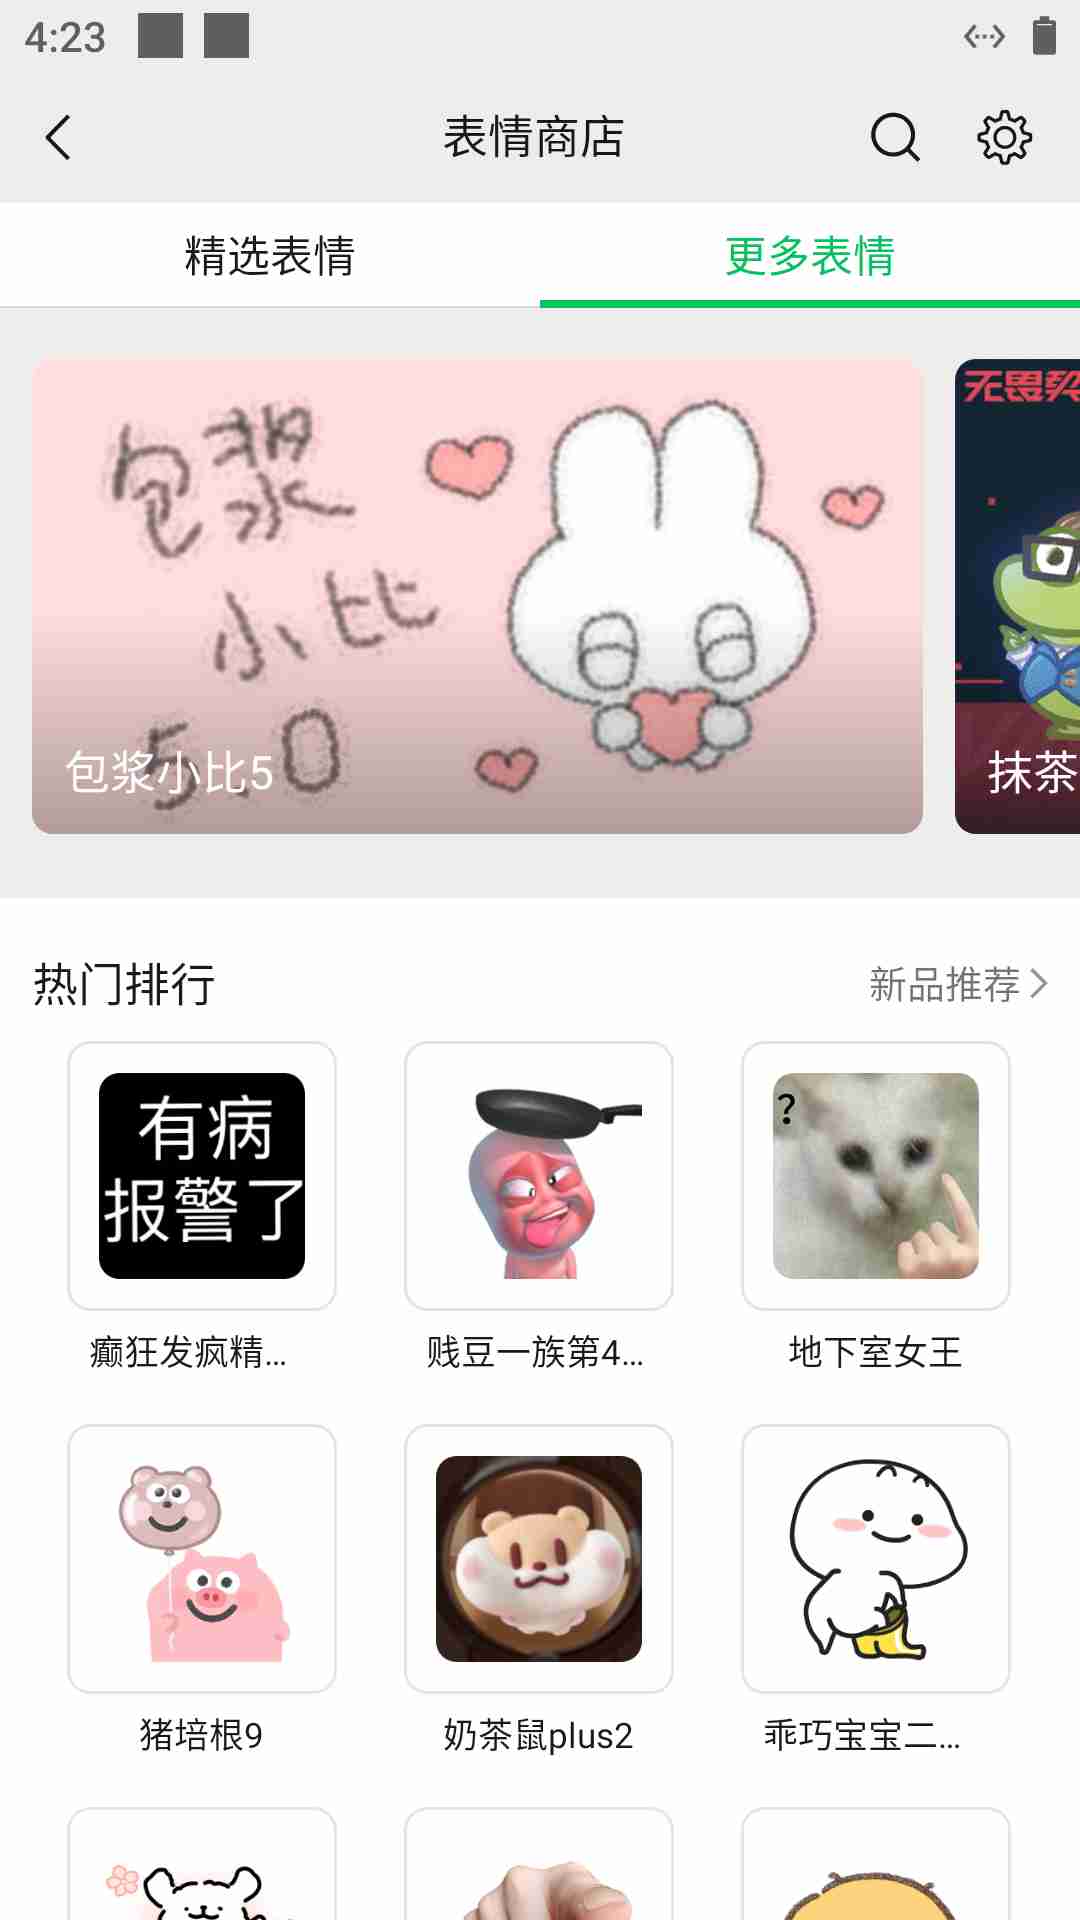 4:23
表情商店
精选表情
更多表情
包浆
小比
5.0
包浆小比5
无畏契
抹茶
热门排行
新品推荐
有病
报警了
?
癫狂发疯精...
贱豆一族第4...
地下室女王
猪培根9
奶茶鼠plus2
乖巧宝宝二...